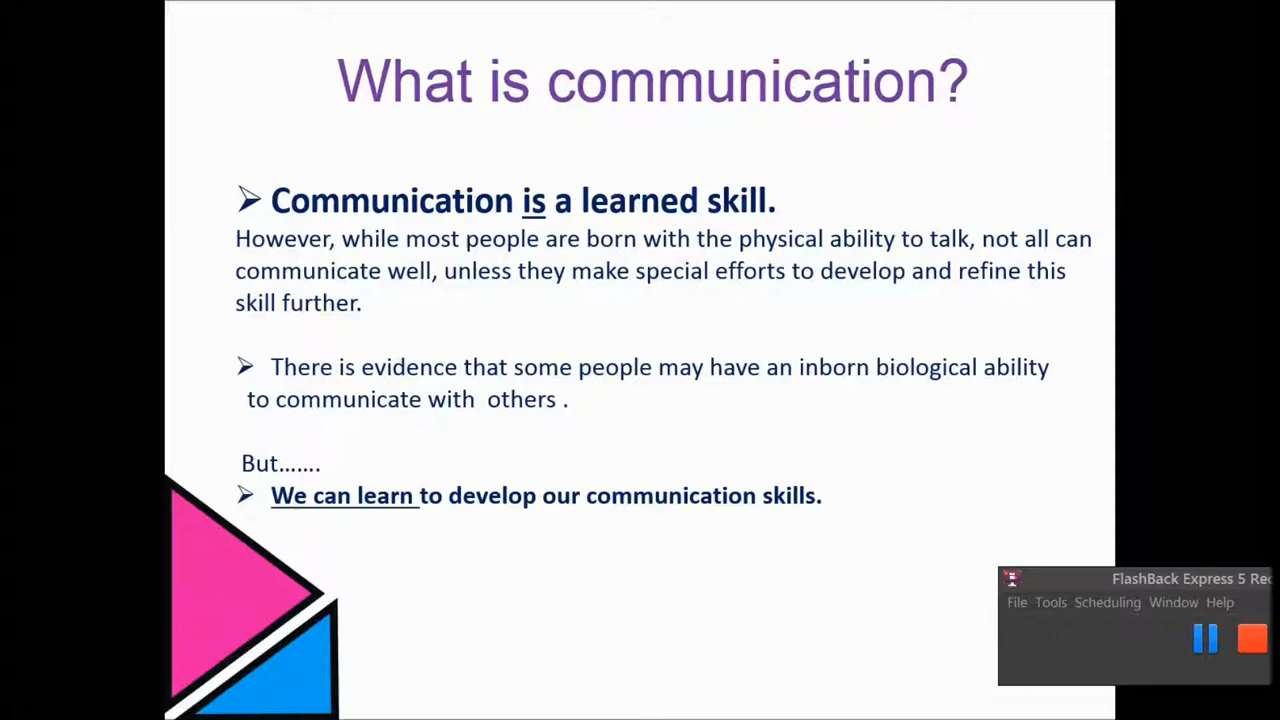 What is communication?
Communication is a learned skill.
However, while most people are born with the physical ability to talk, not all can
communicate well, unless they make special efforts to develop and refine this
skill further.
There is evidence that some people may have an inborn biological ability
to communicate with others .
But…….
We can learn to develop our communication skills.
FlashBack Express 5 Rec
File Tools Scheduling Window Help